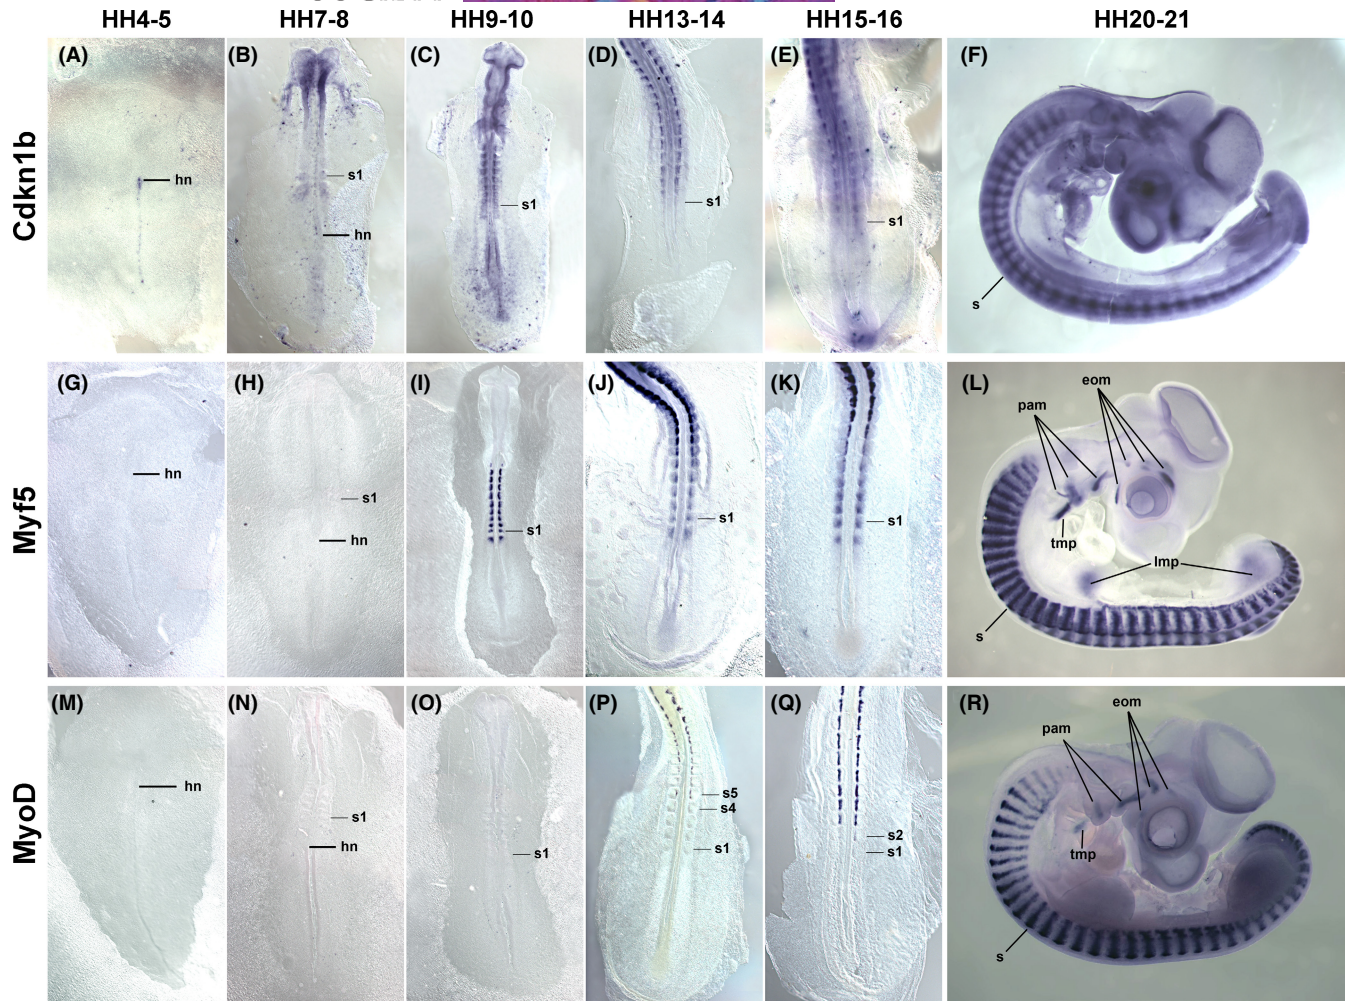 HH4-5 HH7-8 HH9-10 HH13-14 HH15-16 HH20-21
Cdkn1b
(A) (B) (C) (D) (E) (F)
hn
s1
hn
s1
s1
s1
s
Myf5
(G) (H) (I) (J) (K) (L)
hn
s1
hn
s1
s1
s1
eom
pam
tmp
lmp
s
MyoD
(M) (N) (O) (P) (Q) (R)
hn
s1
hn
s1
s5
s4
s1
s2
s1
eom
pam
tmp
s